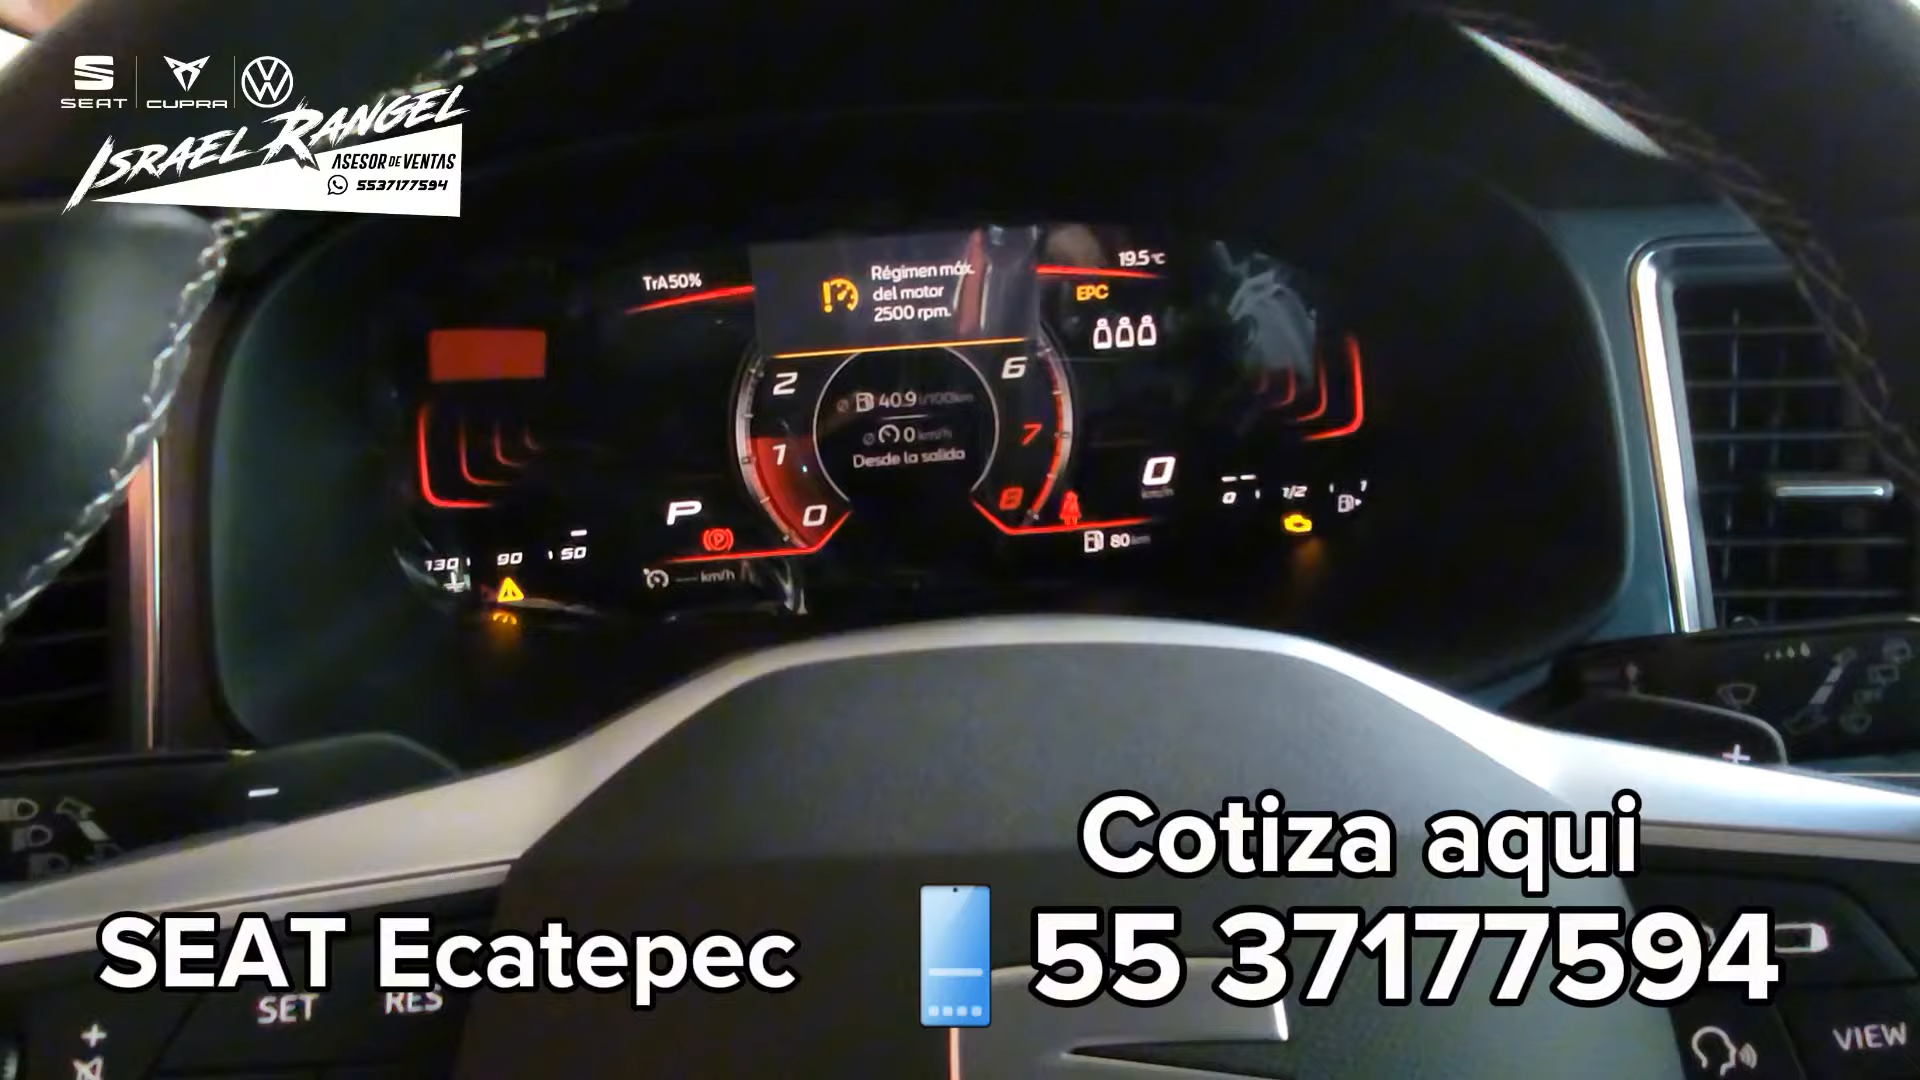 SEAT
CUPRA
ISRAEL RANGEL
ASESOR DE VENTAS
5537177594
TrA50%
Régimen máx.
del motor
2500 rpm.
19.5 °C
EPC
2
6
40.9 l/100km
1
7
0 km/h
Desde la salida
P
0
8
0
km/h
130
90
50
0
1/2
1
80 km
--- km/h
Cotiza aqui
SEAT Ecatepec
55 37177594
SET
RES
VIEW